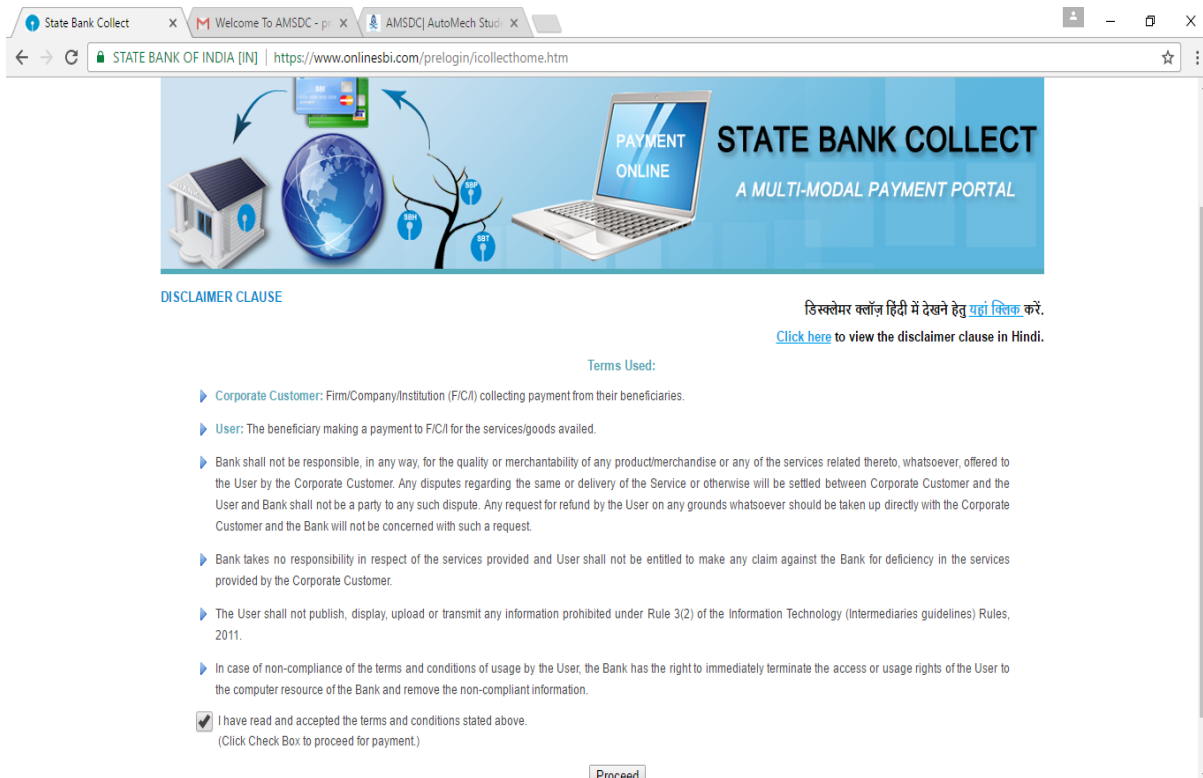 State Bank Collect
Welcome To AMSDC - pr
AMSDC| AutoMech Stud
STATE BANK OF INDIA [IN] | https://www.onlinesbi.com/prelogin/icollecthome.htm
SBI
SBP
SBH
SBT
PAYMENT
ONLINE
STATE BANK COLLECT
A MULTI-MODAL PAYMENT PORTAL
DISCLAIMER CLAUSE
डिस्क्लेमर क्लॉज़ हिंदी में देखने हेतु यहां क्लिक करें.
Click here to view the disclaimer clause in Hindi.
Terms Used:
Corporate Customer: Firm/Company/Institution (F/C/I) collecting payment from their beneficiaries.
User: The beneficiary making a payment to F/C/I for the services/goods availed.
Bank shall not be responsible, in any way, for the quality or merchantability of any product/merchandise or any of the services related thereto, whatsoever, offered to
the User by the Corporate Customer. Any disputes regarding the same or delivery of the Service or otherwise will be settled between Corporate Customer and the
User and Bank shall not be a party to any such dispute. Any request for refund by the User on any grounds whatsoever should be taken up directly with the Corporate
Customer and the Bank will not be concerned with such a request.
Bank takes no responsibility in respect of the services provided and User shall not be entitled to make any claim against the Bank for deficiency in the services
provided by the Corporate Customer.
The User shall not publish, display, upload or transmit any information prohibited under Rule 3(2) of the Information Technology (Intermediaries guidelines) Rules,
2011.
In case of non-compliance of the terms and conditions of usage by the User, the Bank has the right to immediately terminate the access or usage rights of the User to
the computer resource of the Bank and remove the non-compliant information.
I have read and accepted the terms and conditions stated above.
(Click Check Box to proceed for payment.)
Proceed